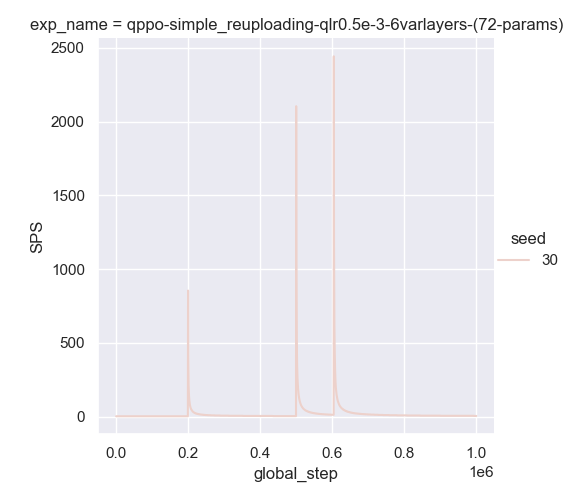 exp_name = qppo-simple_reuploading-qlr0.5e-3-6varlayers-(72-params)
2500
2000
1500
1000
500
0
SPS
0.0 0.2 0.4 0.6 0.8 1.0
1e6
global_step
seed
30